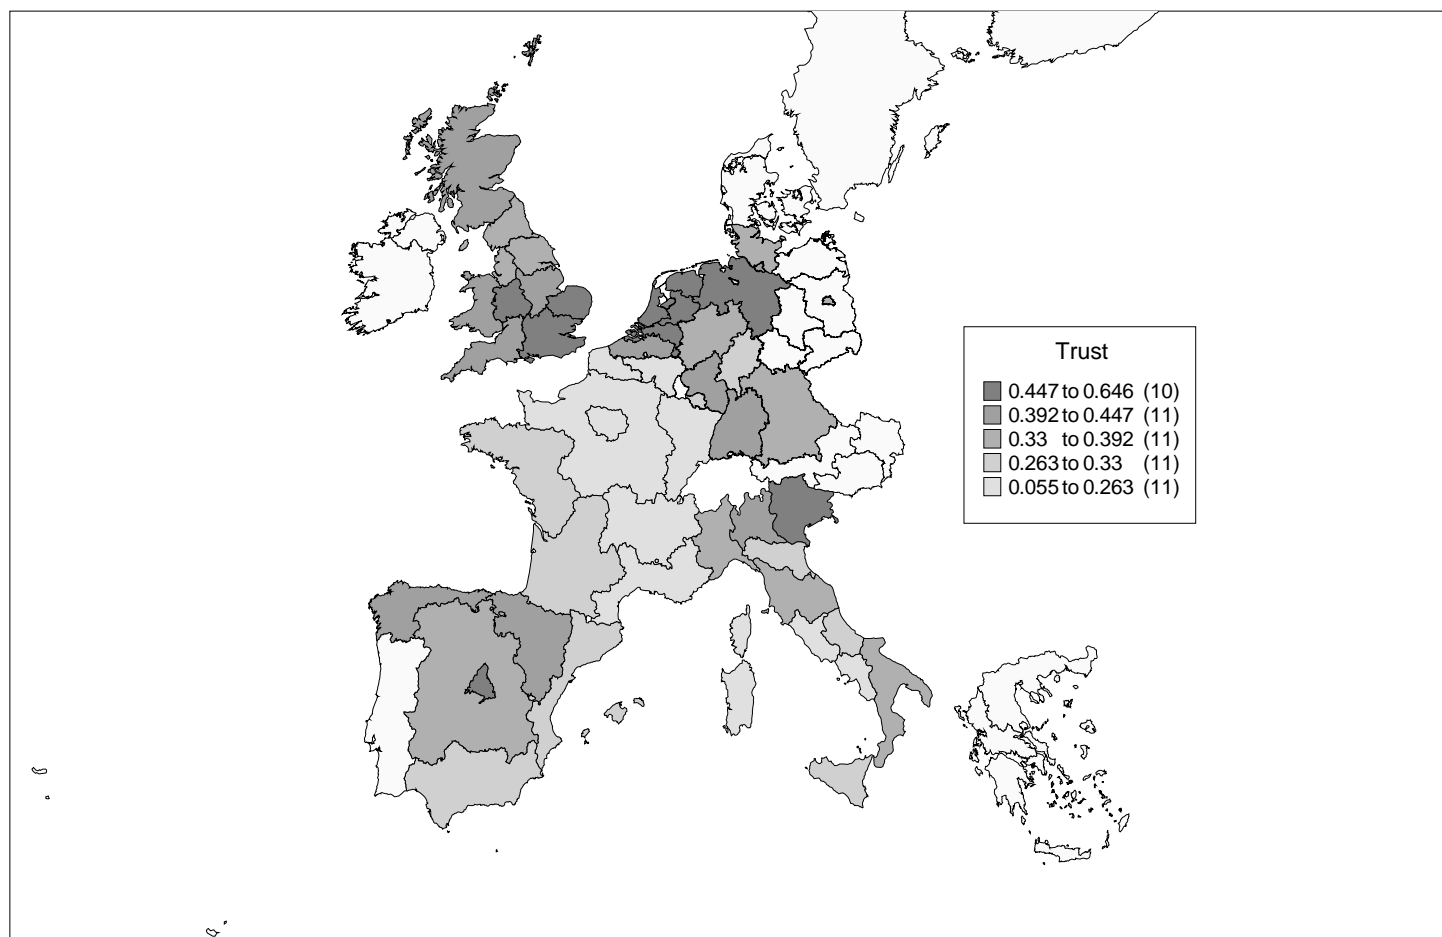 Trust
0.447 to 0.646 (10)
0.392 to 0.447 (11)
0.33 to 0.392 (11)
0.263 to 0.33 (11)
0.055 to 0.263 (11)